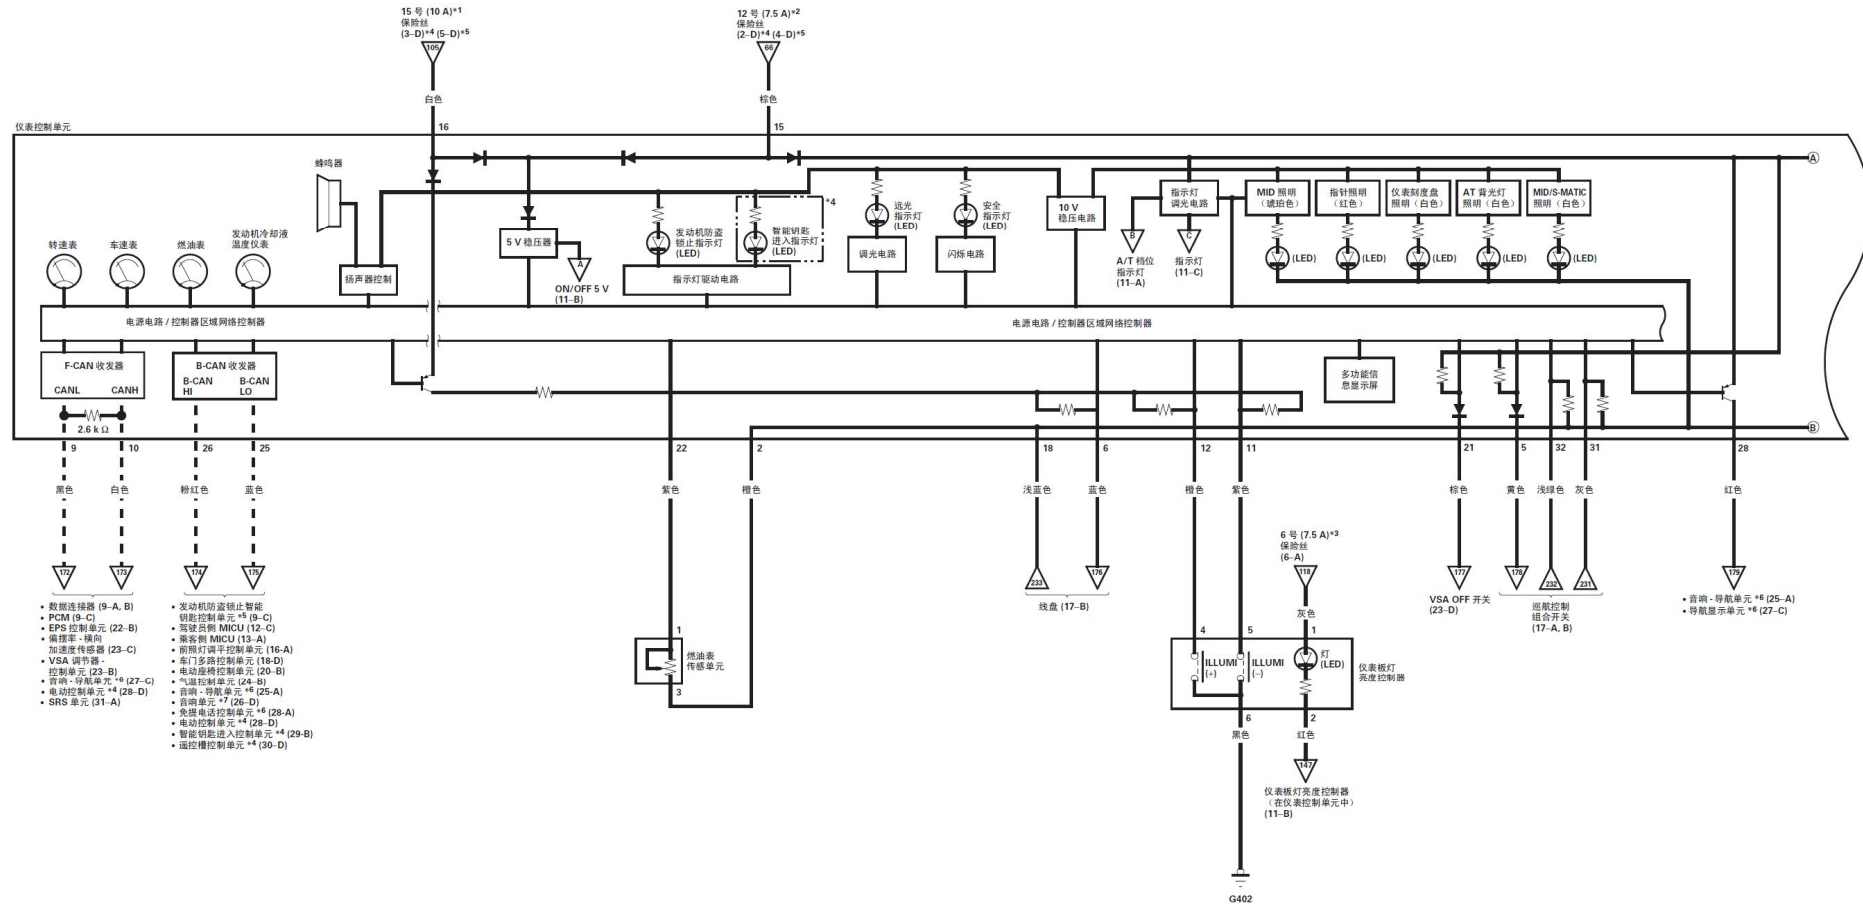 15 号 (10 A)*1
保险丝
(3–D)*4 (5–D)*5
105
白色
16
12 号 (7.5 A)*2
保险丝
(2–D)*4 (4–D)*5
66
棕色
15
仪表控制单元
A
蜂鸣器
转速表
车速表
燃油表
发动机冷却液
温度仪表
扬声器控制
5 V 稳压器
A
ON/OFF 5 V
(11–B)
发动机防盗
锁止指示灯
(LED)
*4
智能钥匙
进入指示灯
(LED)
指示灯驱动电路
远光
指示灯
(LED)
调光电路
安全
指示灯
(LED)
闪烁电路
10 V
稳压电路
指示灯
调光电路
B
A/T 档位
指示灯
(11–A)
C
指示灯
(11–C)
MID 照明
（琥珀色）
(LED)
指针照明
（红色）
(LED)
仪表刻度盘
照明（白色）
(LED)
AT 背光灯
照明（白色）
(LED)
MID/S-MATIC
照明（白色）
(LED)
电源电路 / 控制器区域网络控制器
电源电路 / 控制器区域网络控制器
F-CAN 收发器
CANL CANH
2.6 k Ω
B-CAN 收发器
B-CAN
HI
B-CAN
LO
多功能信
息显示屏
B
9 10 26 25 22 2 18 6 12 11 21 5 32 31 28
黑色 白色 粉红色 蓝色 紫色 橙色 浅蓝色 蓝色 橙色 紫色 棕色 黄色 浅绿色 灰色 红色
172 173 174 175 233 176 177 178 232 231 179
• 数据连接器 (9–A, B)
• PCM (9–C)
• EPS 控制单元 (22–B)
• 偏摆率 - 横向
加速度传感器 (23–C)
• VSA 调节器 -
控制单元 (23–B)
• 音响 - 导航单元 *6 (27–C)
• 电动控制单元 *4 (28–D)
• SRS 单元 (31–A)
• 发动机防盗锁止智能
钥匙控制单元 *5 (9–C)
• 驾驶员侧 MICU (12–C)
• 乘客侧 MICU (13–A)
• 前照灯调平控制单元 (16–A)
• 车门多路控制单元 (18–D)
• 电动座椅控制单元 (20–B)
• 气温控制单元 (24–B)
• 音响 - 导航单元 *6 (25–A)
• 音响单元 *7 (26–D)
• 免提电话控制单元 *6 (28-A)
• 电动控制单元 *4 (28–D)
• 智能钥匙进入控制单元 *4 (29-B)
• 遥控槽控制单元 *4 (30–D)
1
燃油表
传感单元
3
线盘 (17–B)
6 号 (7.5 A)*3
保险丝
(6–A)
118
灰色
4 5 1
ILLUMI
(+)
ILLUMI
(–)
灯
(LED)
仪表板灯
亮度控制器
6 2
黑色 红色
147
仪表板灯亮度控制器
（在仪表控制单元中）
(11–B)
G402
VSA OFF 开关
(23–D)
巡航控制
组合开关
(17–A, B)
• 音响 - 导航单元 *6 (25–A)
• 导航显示单元 *6 (27–C)